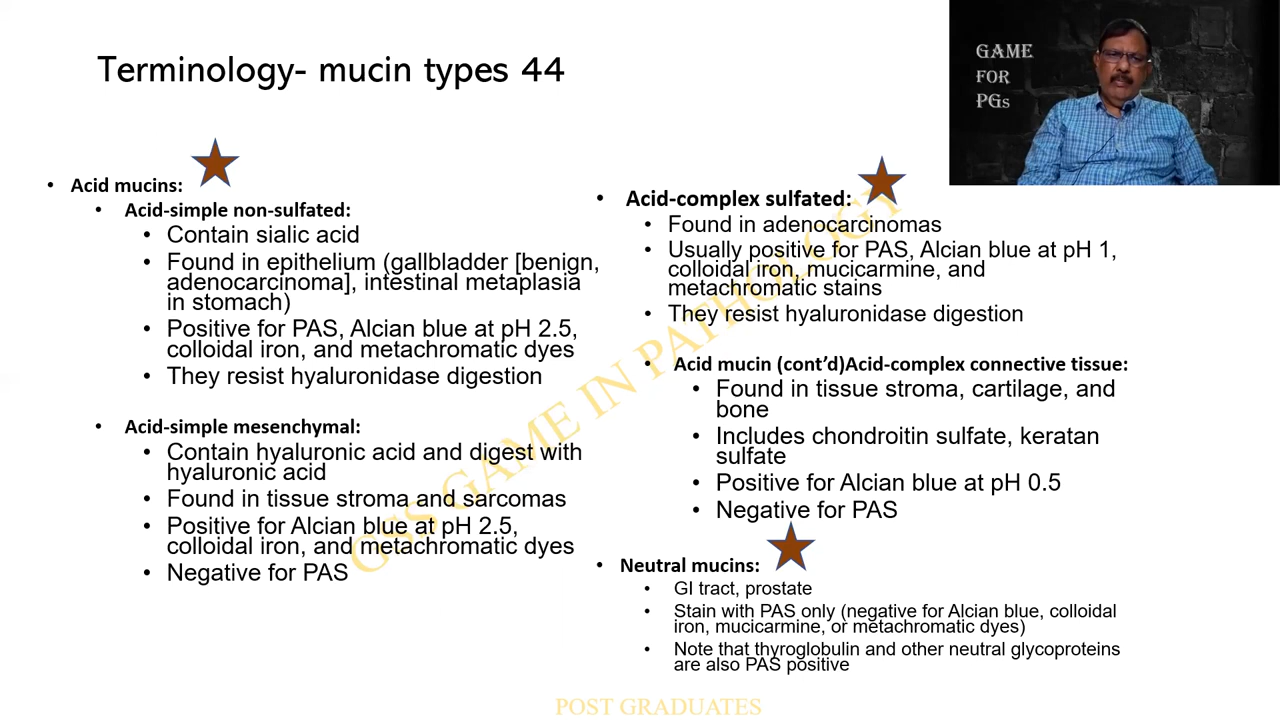 Terminology- mucin types 44
GAME
FOR
PGs
• Acid mucins:
• Acid-simple non-sulfated:
• Contain sialic acid
• Found in epithelium (gallbladder [benign,
adenocarcinoma], intestinal metaplasia
in stomach)
• Positive for PAS, Alcian blue at pH 2.5,
colloidal iron, and metachromatic dyes
• They resist hyaluronidase digestion
• Acid-simple mesenchymal:
• Contain hyaluronic acid and digest with
hyaluronic acid
• Found in tissue stroma and sarcomas
• Positive for Alcian blue at pH 2.5,
colloidal iron, and metachromatic dyes
• Negative for PAS
• Acid-complex sulfated:
• Found in adenocarcinomas
• Usually positive for PAS, Alcian blue at pH 1,
colloidal iron, mucicarmine, and
metachromatic stains
• They resist hyaluronidase digestion
• Acid mucin (cont’d)Acid-complex connective tissue:
• Found in tissue stroma, cartilage, and
bone
• Includes chondroitin sulfate, keratan
sulfate
• Positive for Alcian blue at pH 0.5
• Negative for PAS
• Neutral mucins:
• GI tract, prostate
• Stain with PAS only (negative for Alcian blue, colloidal
iron, mucicarmine, or metachromatic dyes)
• Note that thyroglobulin and other neutral glycoproteins
are also PAS positive
GSS GAME IN PATHOLOGY
POST GRADUATES